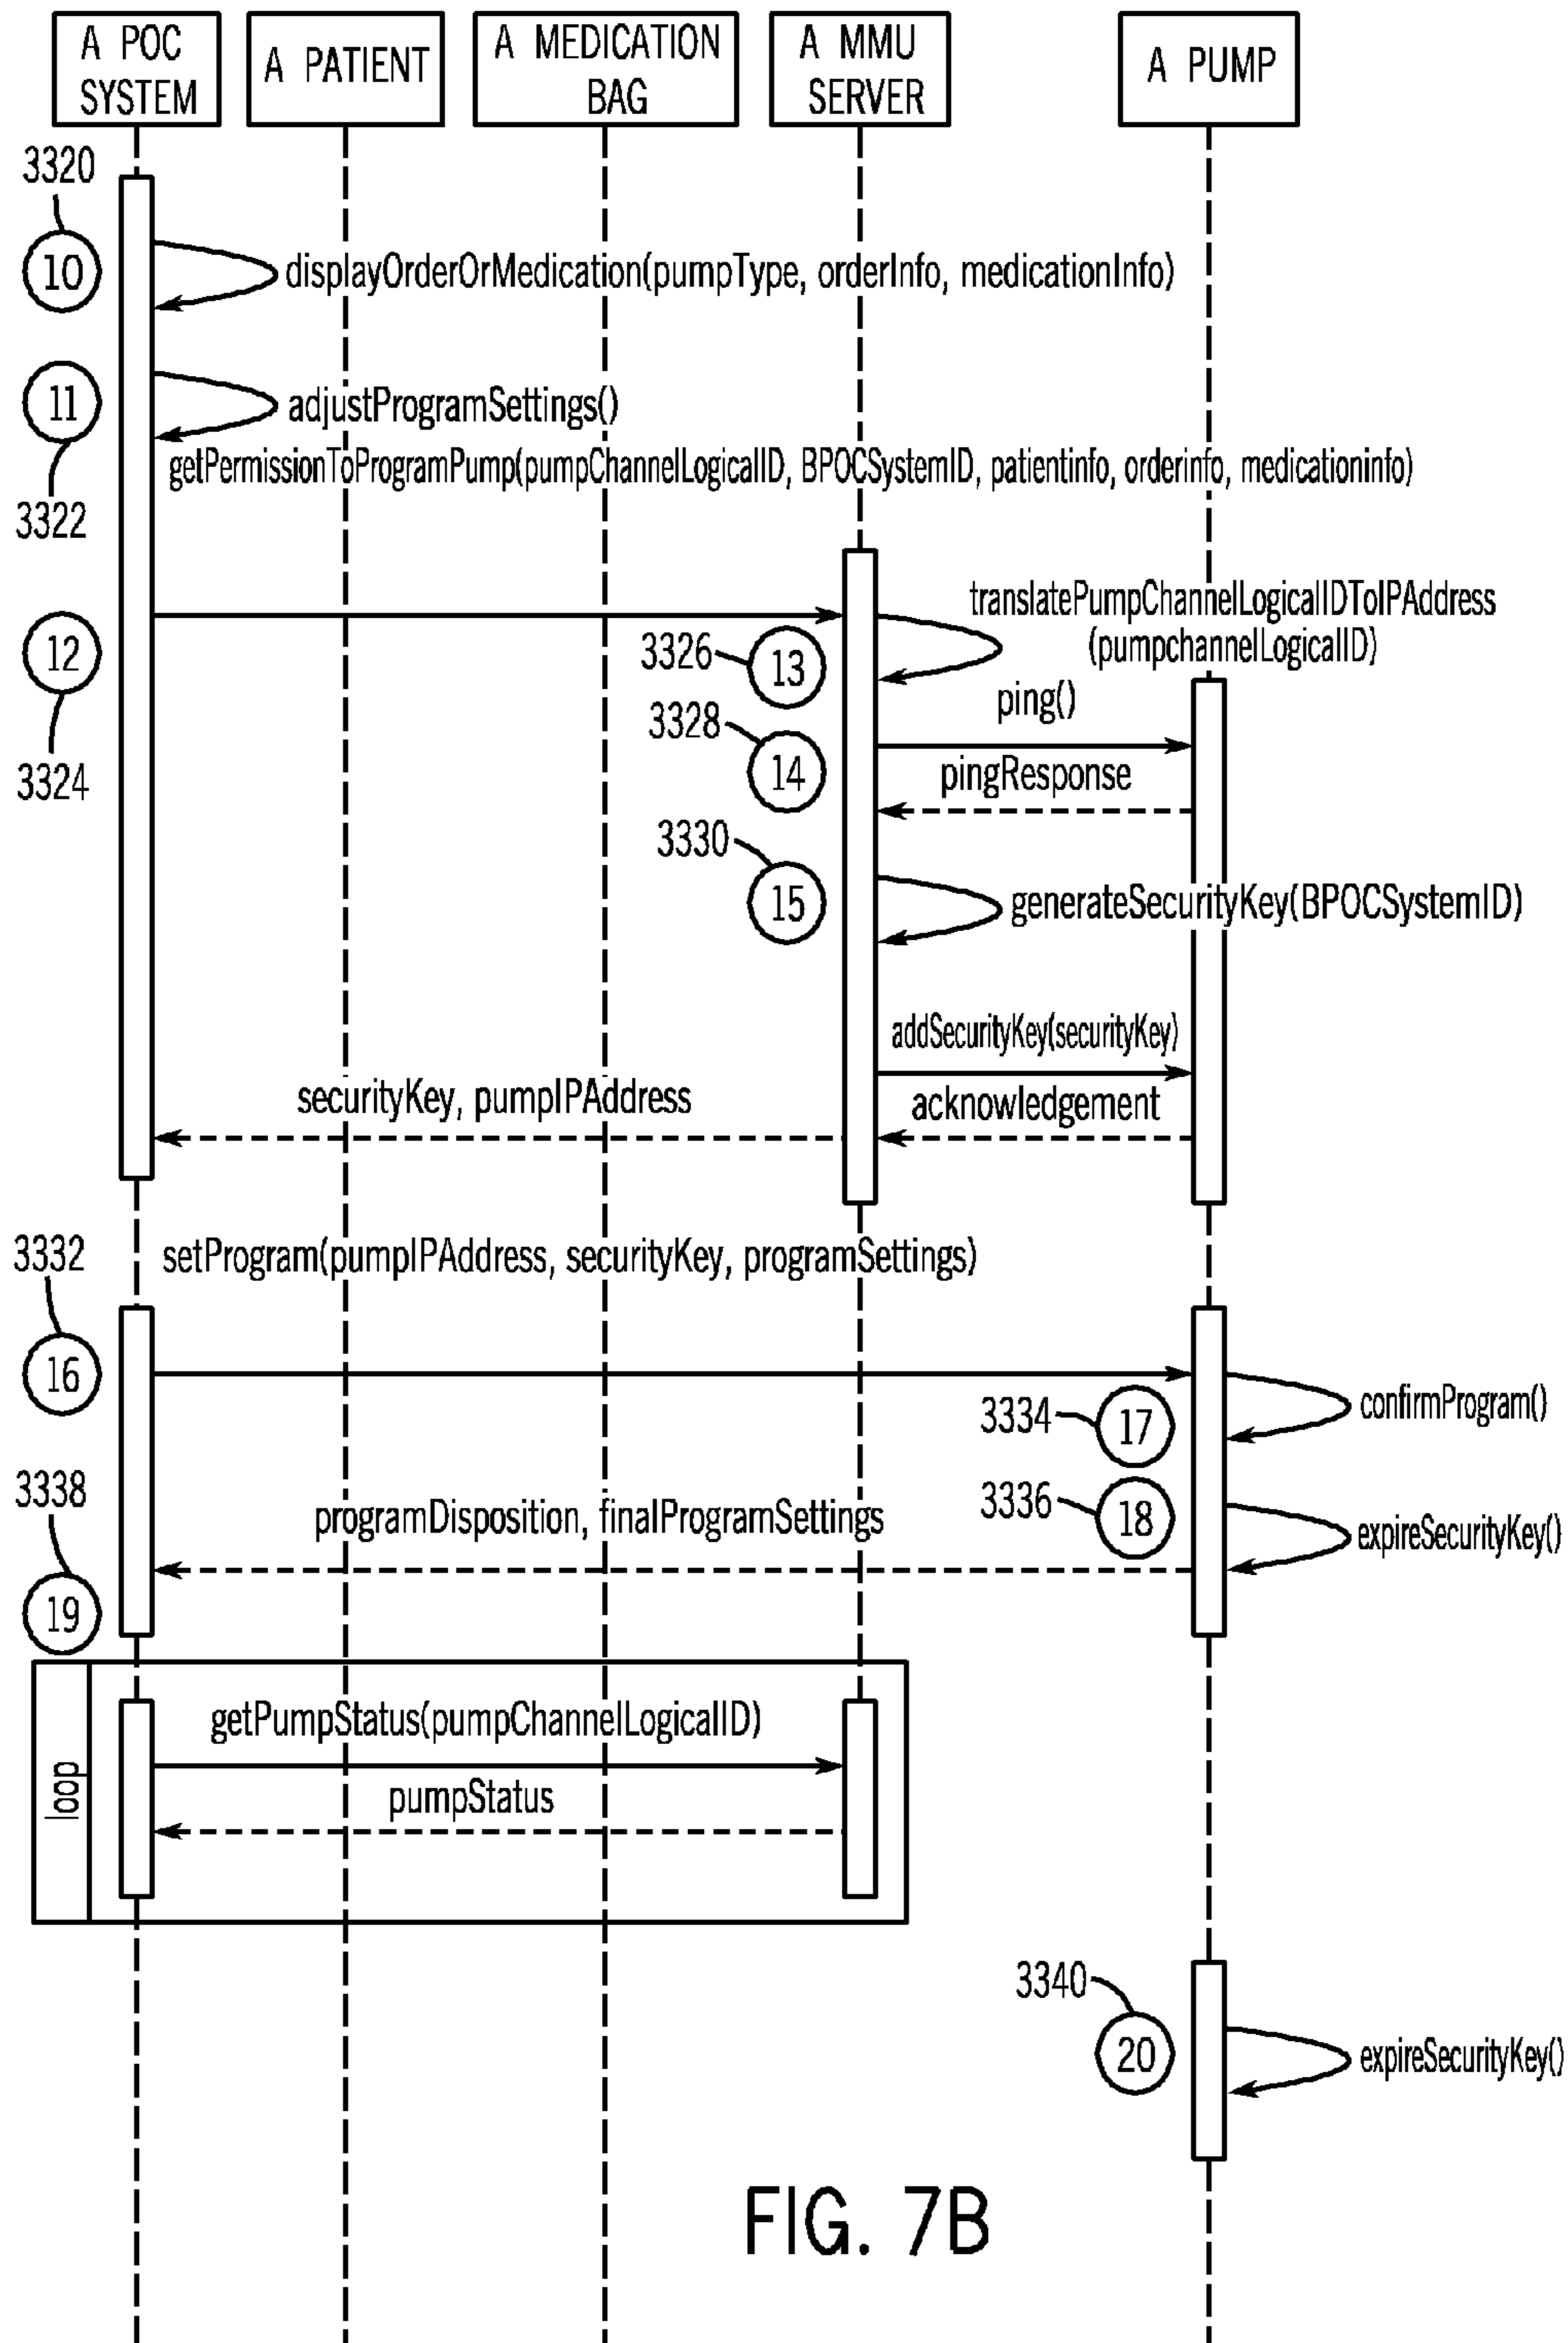 A POC
SYSTEM
A PATIENT
A MEDICATION
BAG
A MMU
SERVER
A PUMP
3320
10
displayOrderOrMedication(pumpType, orderInfo, medicationInfo)
11
adjustProgramSettings()
3322
getPermissionToProgramPump(pumpChannelLogicalID, BPOCSystemID, patientinfo, orderinfo, medicationinfo)
12
3324
translatePumpChannelLogicalIDToIPAddress
(pumpchannelLogicalID)
3326
13
ping()
3328
14
pingResponse
3330
15
generateSecurityKey(BPOCSystemID)
addSecurityKey(securityKey)
securityKey, pumpIPAddress
acknowledgement
3332
setProgram(pumpIPAddress, securityKey, programSettings)
16
3334
17
confirmProgram()
3338
programDisposition, finalProgramSettings
3336
18
expireSecurityKey()
19
loop
getPumpStatus(pumpChannelLogicalID)
pumpStatus
3340
20
expireSecurityKey()
FIG. 7B